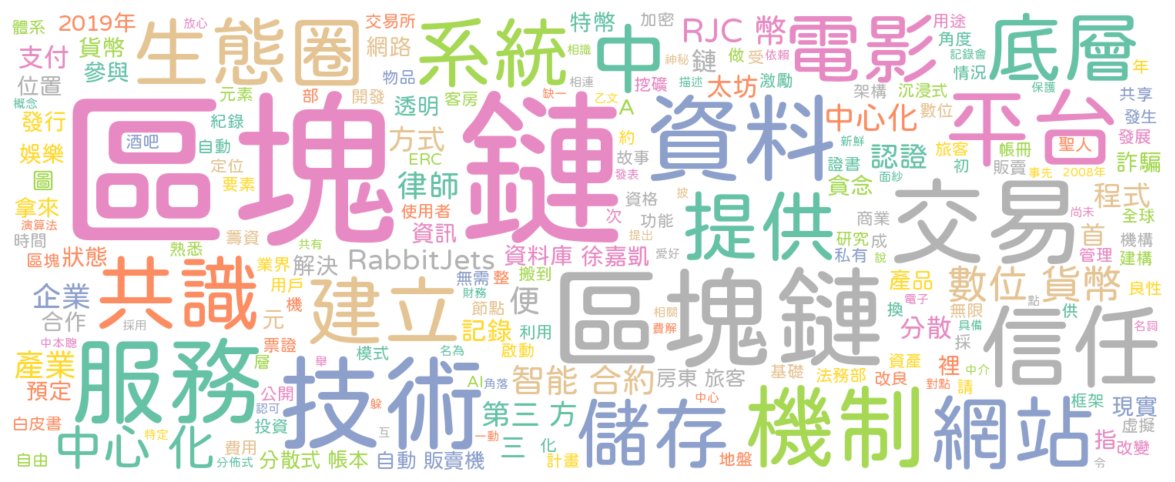 體系 2019年 放心 交易所 特幣 加密 RJC 幣 電影 用途 底層
支付 貨幣 生態圈 網路 系統 相識 中 鏈 做 受 依賴 角度 記錄會
位置 參與 物品 相連 神秘 描述 挖礦 太坊 激勵 情況 年
概念 元素 部 開發 透明 客房 缺一 乙文 A 架構 沉浸式 保護 共享
發行 酒吧 紀錄 區塊 鏈 方式 約 資料 中心化 數位 平台 發生
娛樂 自動 定位 ERC 故事 新鮮 旅客 帳冊 聖人 發展
圖 要素 律師 發表 證書 認證 初 販賣 事先 2008年 詐騙
拿來 使用者 資格 提供 面紗 貪念 交易 尚未 程式
演算法 籌資 資訊 次 功能 披 商業 首 全球
時間 熟悉 共有 資料庫 徐嘉凱 提出 研究 成 說 機構
區塊 狀態 業界 解決 RabbitJets 愛好 私有 管理 建構
共識 用戶 無需 整 搬到 區塊鏈 產品 數位 貨幣 良性
企業 機 建立 財務 節點 便 相關 電子 無限 點 供
合作 採用 元 記錄 利用 費解 換 分散 具備 信任 名詞
中本聰 票證 層 舉 模式 名為 啟動 採 裡 資產 中介
產業 服務 技術 AI 角落 智能 合約 房東 旅客 基礎 法務部 改良 對點 請
預定 公開 躲 第三 方 儲存 機制 網站 框架 現實
白皮書 認可 投資 互 中心 一動 三 化 虛擬
特定 中心 化 費用 指 改變
自由 分佈式 分散式 帳本 自動 販賣機 計畫 地盤 令